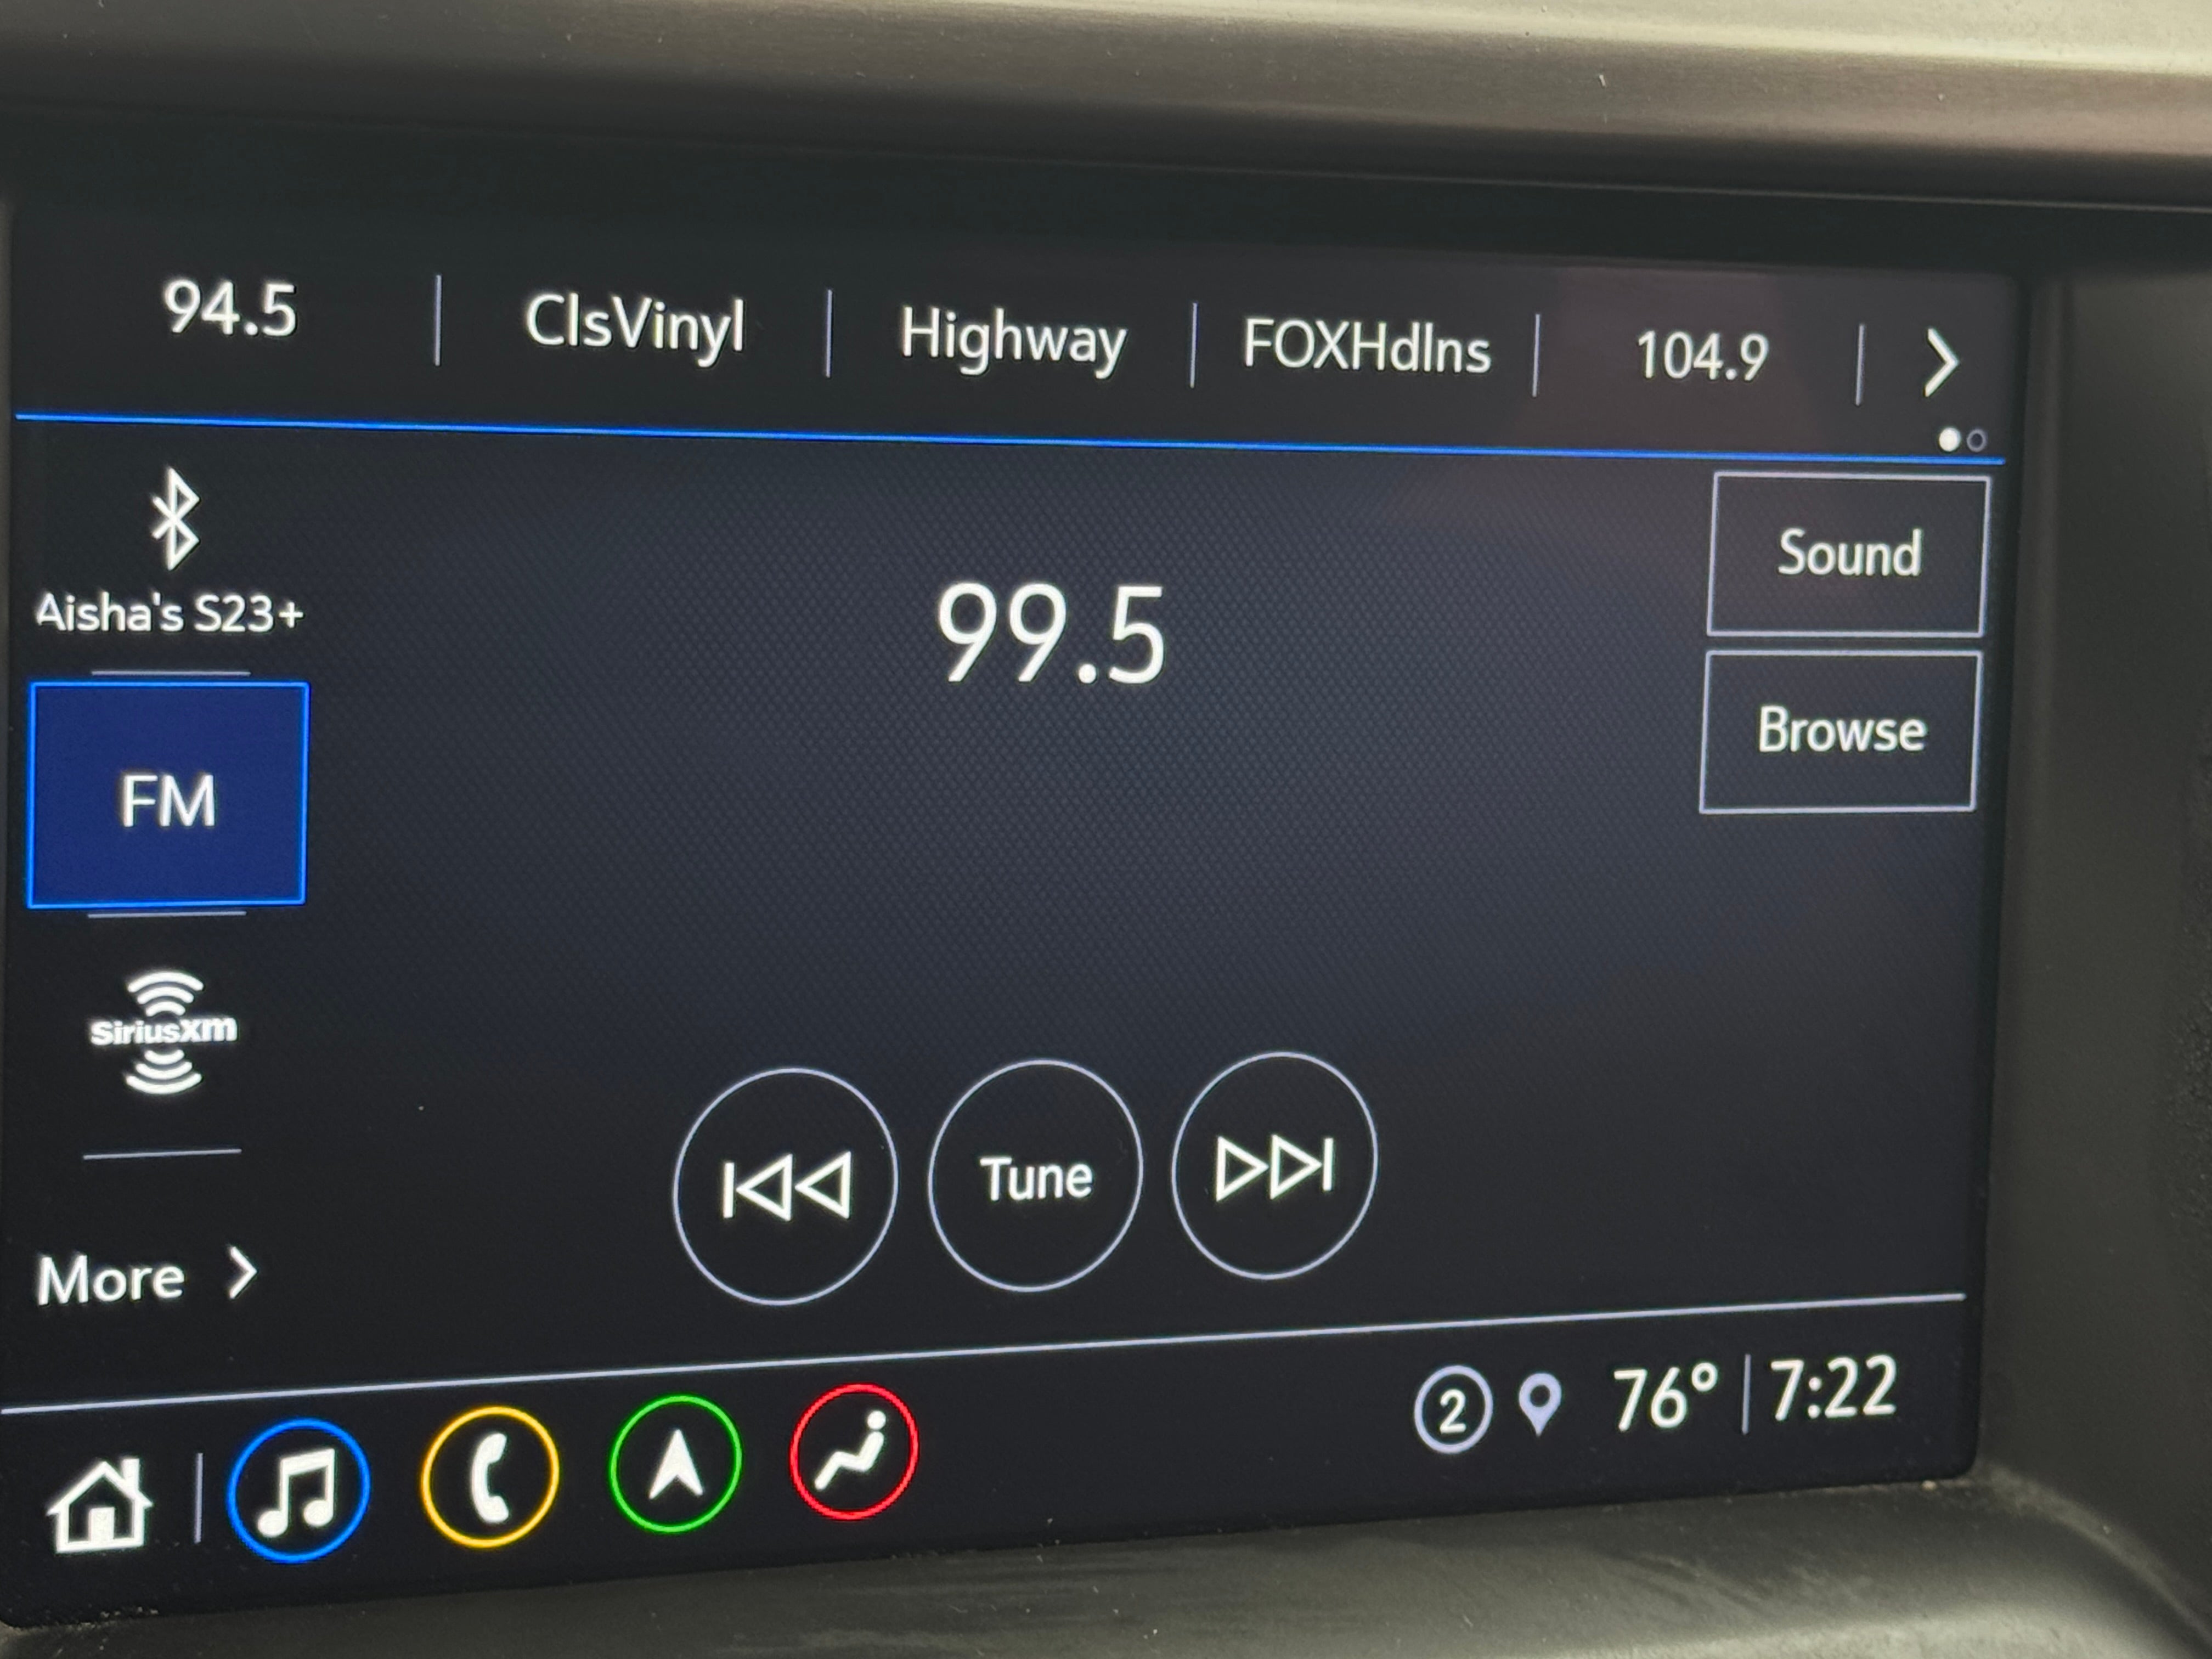 94.5 ClsVinyl Highway FOXHdlns 104.9
Aisha's S23+
99.5
Sound
Browse
FM
SiriusXM
Tune
More
2 76° 7:22